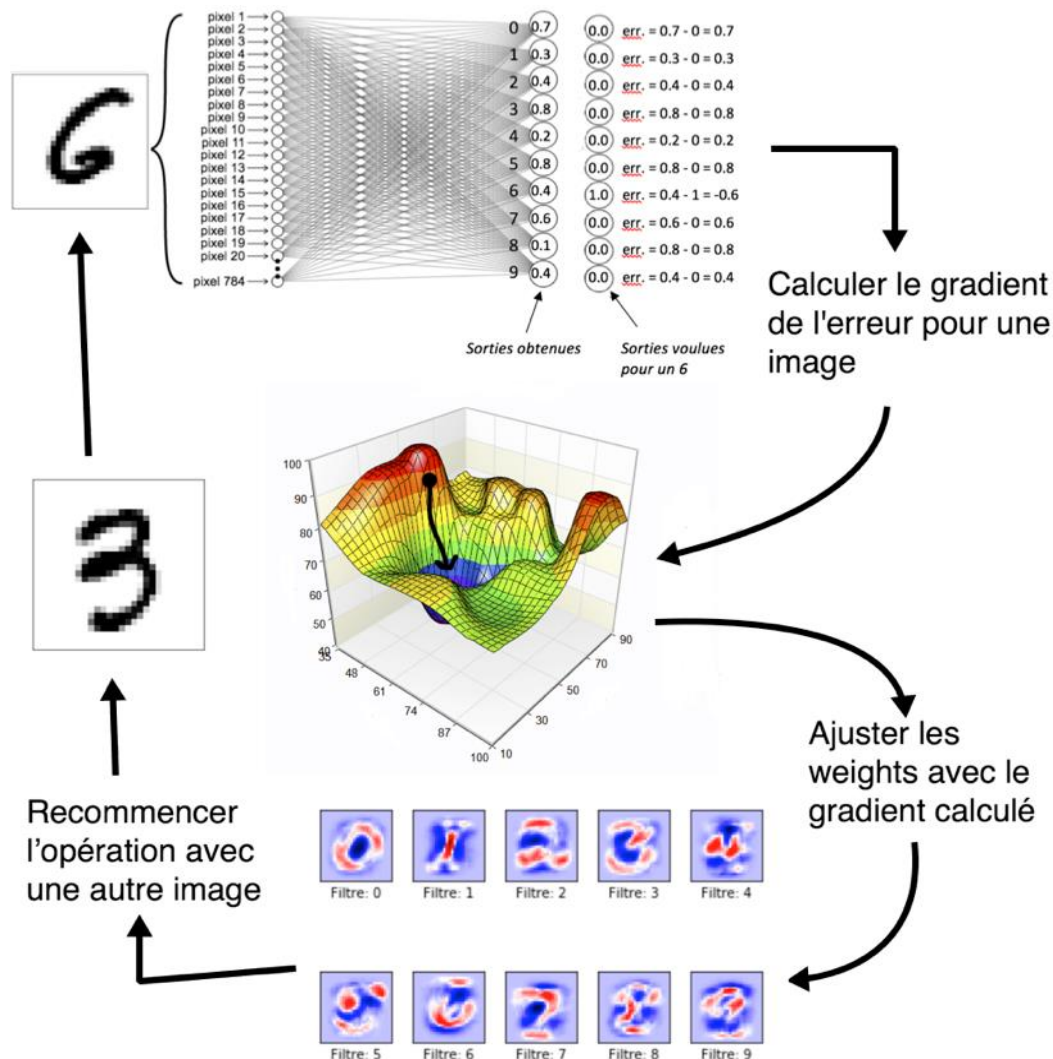 pixel 1
pixel 2
pixel 3
pixel 4
pixel 5
pixel 6
pixel 7
pixel 8
pixel 9
pixel 10
pixel 11
pixel 12
pixel 13
pixel 14
pixel 15
pixel 16
pixel 17
pixel 18
pixel 19
pixel 20
pixel 784
0 0.7 0.0 err. = 0.7 - 0 = 0.7
1 0.3 0.0 err. = 0.3 - 0 = 0.3
2 0.4 0.0 err. = 0.4 - 0 = 0.4
3 0.8 0.0 err. = 0.8 - 0 = 0.8
4 0.2 0.0 err. = 0.2 - 0 = 0.2
5 0.8 0.0 err. = 0.8 - 0 = 0.8
6 0.4 1.0 err. = 0.4 - 1 = -0.6
7 0.6 0.0 err. = 0.6 - 0 = 0.6
8 0.1 0.0 err. = 0.8 - 0 = 0.8
9 0.4 0.0 err. = 0.4 - 0 = 0.4
Sorties obtenues
Sorties voulues
pour un 6
6
Calculer le gradient
de l'erreur pour une
image
100
90
80
70
60
50
40
35
48
61
74
87
100
10
30
50
70
90
3
Ajuster les
weights avec le
gradient calculé
Recommencer
l'opération avec
une autre image
Filtre: 0 Filtre: 1 Filtre: 2 Filtre: 3 Filtre: 4
Filtre: 5 Filtre: 6 Filtre: 7 Filtre: 8 Filtre: 9